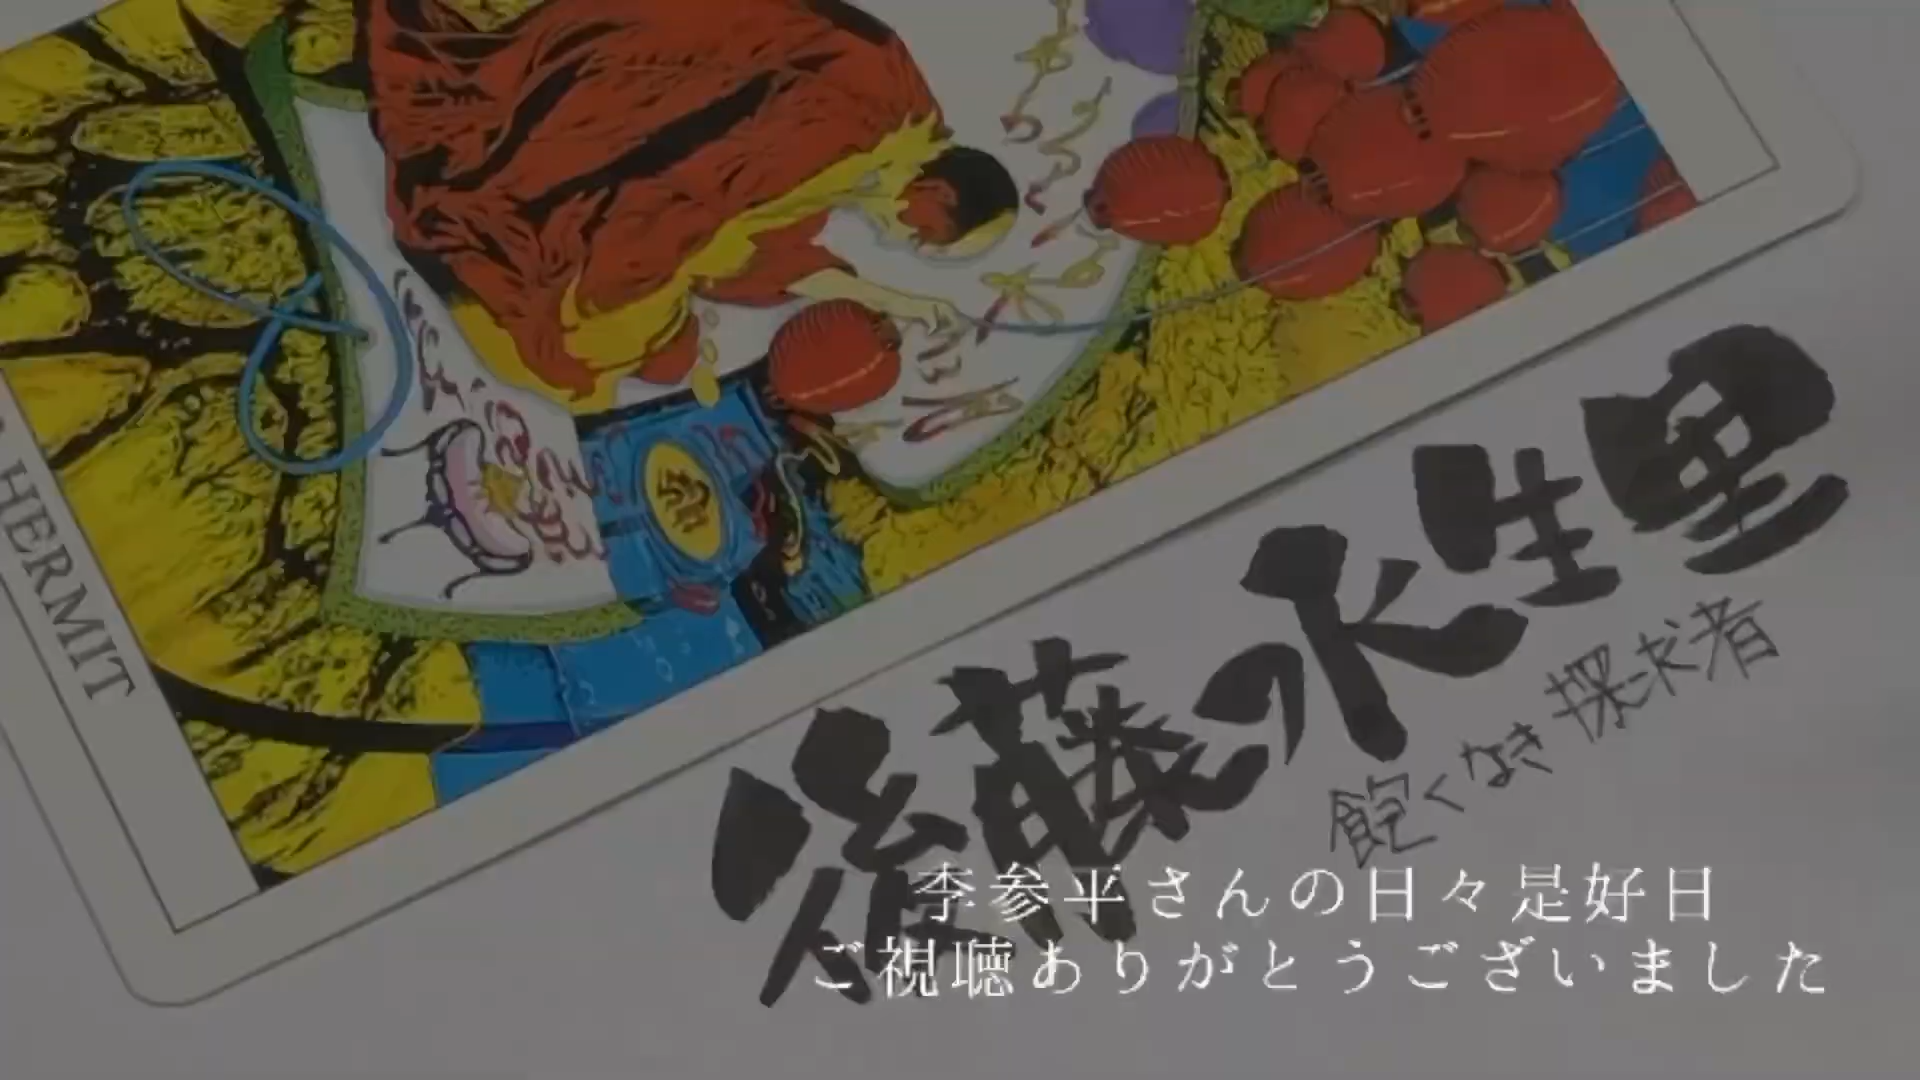 HERMIT
後藤の水生里
飽くなき探求者
李参平さんの日々是好日
ご視聴ありがとうございました